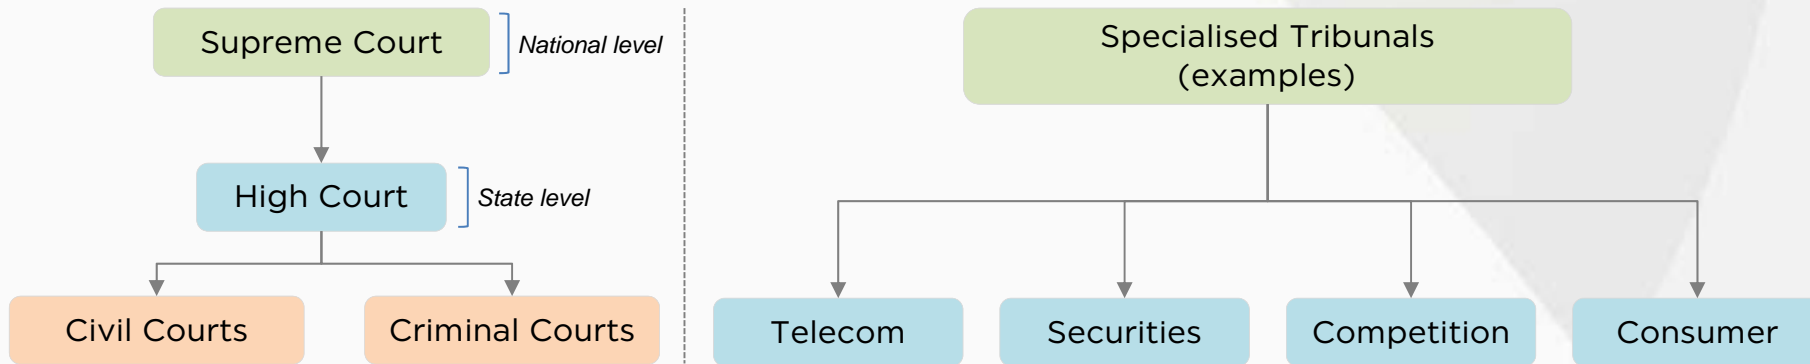 Supreme Court
National level
High Court
State level
Civil Courts
Criminal Courts
Specialised Tribunals
(examples)
Telecom
Securities
Competition
Consumer